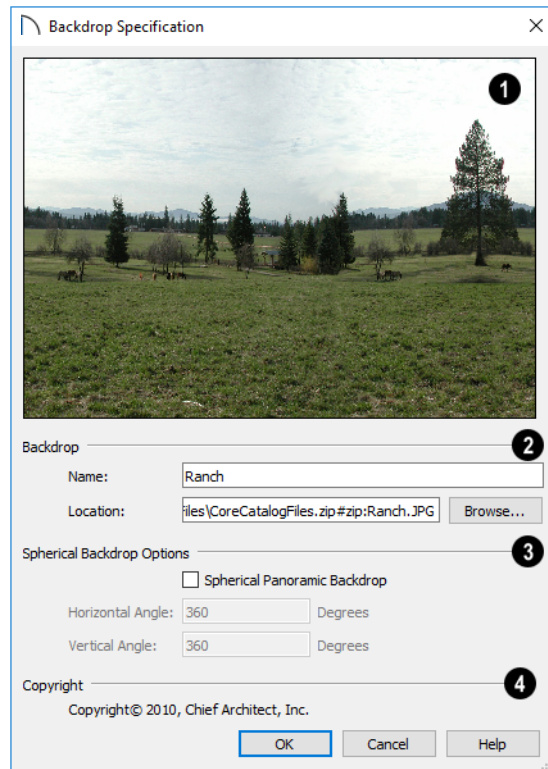 Backdrop Specification
1
Backdrop
2
Name: Ranch
Location: iles\CoreCatalogFiles.zip#zip:Ranch.JPG Browse...
Spherical Backdrop Options
3
Spherical Panoramic Backdrop
Horizontal Angle: 360 Degrees
Vertical Angle: 360 Degrees
Copyright
4
Copyright© 2010, Chief Architect, Inc.
OK Cancel Help